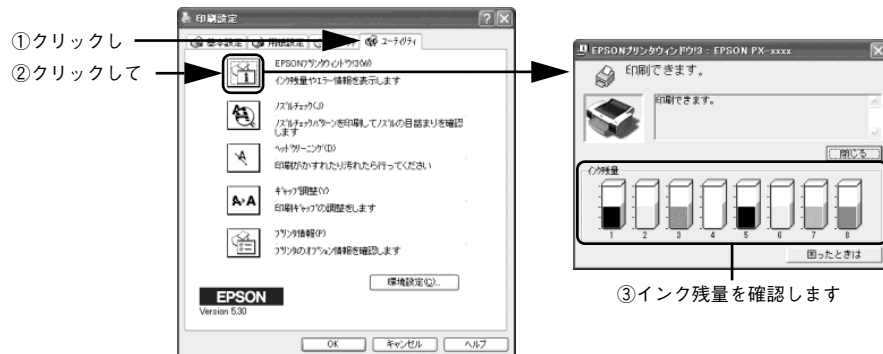 印刷設定
①クリックし
②クリックして
基本設定
用紙設定
ユーティリティ
EPSONプリンタウィンドウ!3(W)
インク残量やエラー情報を表示します
ノズルチェック(J)
ノズルチェックパターンを印刷してノズルの目詰まりを確認
します
ヘッドクリーニング(D)
印刷がかすれたり汚れたら行ってください
ギャップ調整(Y)
印刷ギャップの調整をします
プリンタ情報(P)
プリンタのオプション情報を確認します
環境設定(C)...
EPSON
Version 5.30
OK
キャンセル
ヘルプ
EPSONプリンタウィンドウ!3 : EPSON PX-xxxx
印刷できます。
印刷できます。
閉じる
インク残量
1 2 3 4 5 6 7 8
困ったときは
③インク残量を確認します